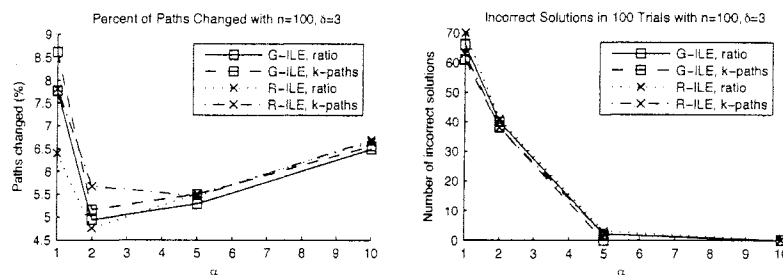 Percent of Paths Changed with n=100, δ=3
9
8.5
8
7.5
7
6.5
6
5.5
5
4.5
Paths changed (%)
G-ILE, ratio
G-ILE, k-paths
R-ILE, ratio
R-ILE, k-paths
1 2 3 4 5 6 7 8 9 10
α
Incorrect Solutions in 100 Trials with n=100, δ=3
70
60
50
40
30
20
10
0
Number of incorrect solutions
G-ILE, ratio
G-ILE, k-paths
R-ILE, ratio
R-ILE, k-paths
1 2 3 4 5 6 7 8 9 10
α